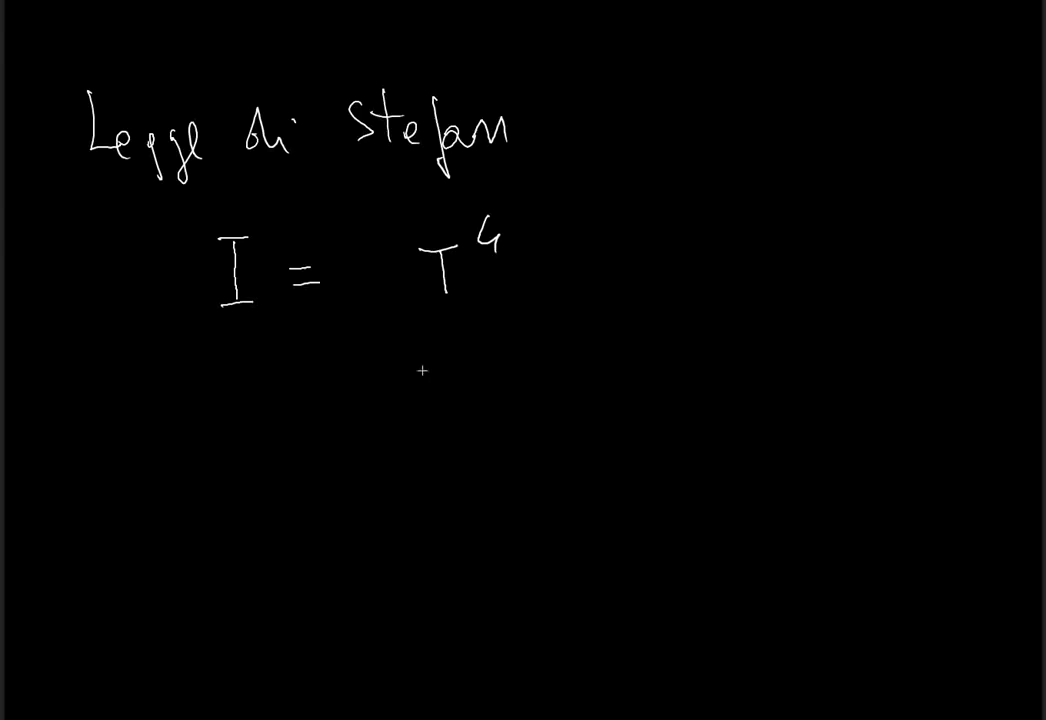 Legge di Stefan
I = T⁴